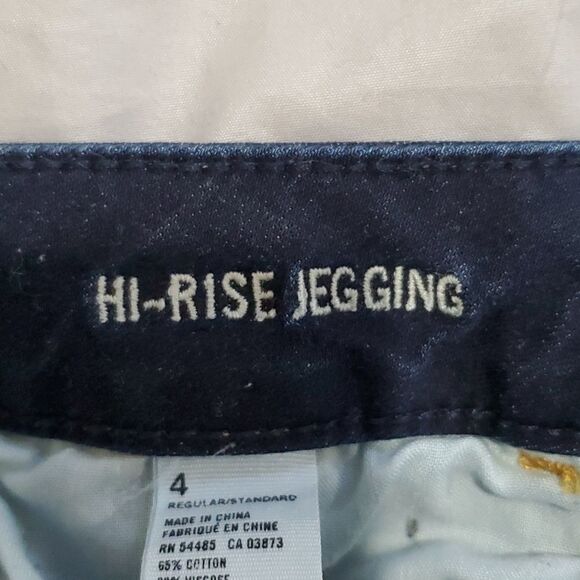 HI-RISE JEGGING
4
REGULAR/STANDARD
MADE IN CHINA
FABRIQUÉ EN CHINE
RN 54485 CA 03873
65% COTTON